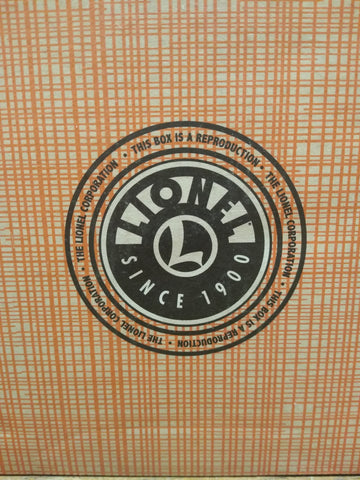 • THIS BOX IS A REPRODUCTION • THE LIONEL CORPORATION • THIS BOX IS A REPRODUCTION • THE LIONEL CORPORATION • THE LIONEL CORPORATION
LIONEL
L
SINCE 1900